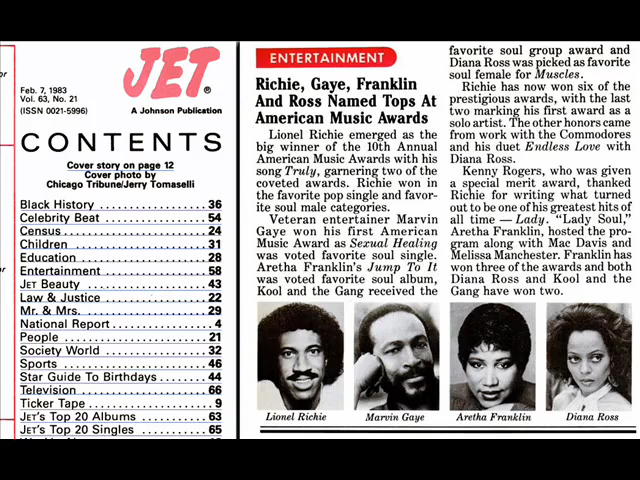 or
JET®
Feb. 7, 1983
Vol. 63, No. 21
(ISSN 0021-5996)
A Johnson Publication
CONTENTS
Cover story on page 12
Cover photo by
Chicago Tribune/Jerry Tomaselli
Black History 36
Celebrity Beat 54
Census 24
Children 31
Education 28
Entertainment 58
JET Beauty 43
Law & Justice 22
Mr. & Mrs. 29
National Report 4
People 21
Society World 32
Sports 46
Star Guide To Birthdays 44
Television 66
Ticker Tape 9
JET's Top 20 Albums 63
JET's Top 20 Singles 65
or
ENTERTAINMENT
Richie, Gaye, Franklin
And Ross Named Tops At
American Music Awards
Lionel Richie emerged as the
big winner of the 10th Annual
American Music Awards with his
song Truly, garnering two of the
coveted awards. Richie won in
the favorite pop single and favor-
ite soul male categories.
Veteran entertainer Marvin
Gaye won his first American
Music Award as Sexual Healing
was voted favorite soul single.
Aretha Franklin's Jump To It
was voted favorite soul album,
Kool and the Gang received the
favorite soul group award and
Diana Ross was picked as favorite
soul female for Muscles.
Richie has now won six of the
prestigious awards, with the last
two marking his first award as a
solo artist. The other honors came
from work with the Commodores
and his duet Endless Love with
Diana Ross.
Kenny Rogers, who was given
a special merit award, thanked
Richie for writing what turned
out to be one of his greatest hits of
all time — Lady. "Lady Soul,"
Aretha Franklin, hosted the pro-
gram along with Mac Davis and
Melissa Manchester. Franklin has
won three of the awards and both
Diana Ross and Kool and the
Gang have won two.
Lionel Richie
Marvin Gaye
Aretha Franklin
Diana Ross